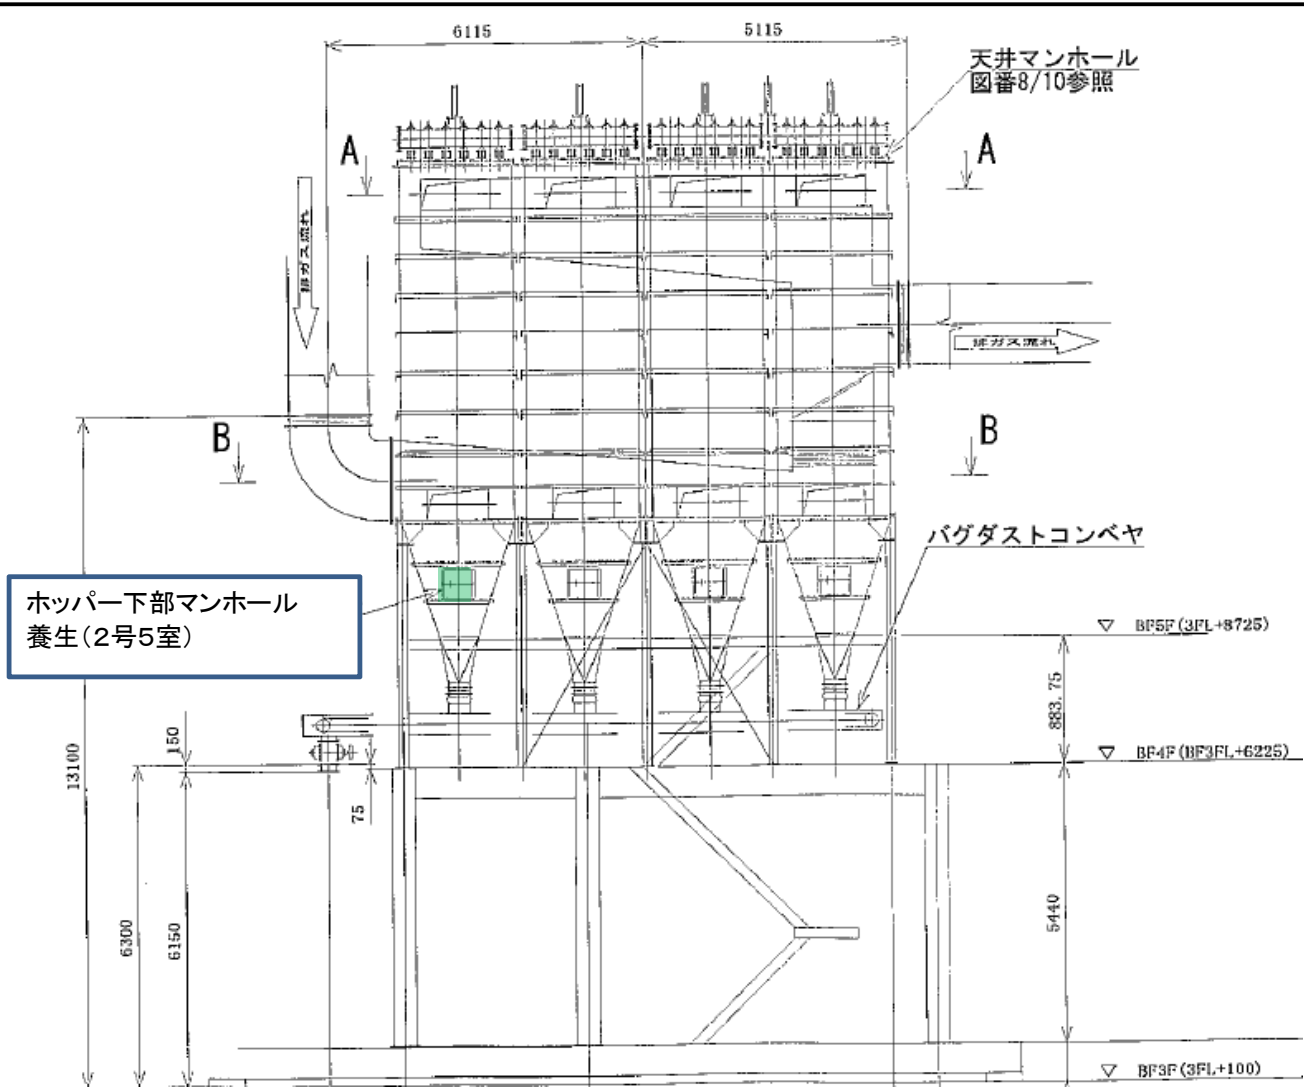 6115
5115
天井マンホール
図番8/10参照
A
A
排ガス流れ
排ガス流れ
B
B
バグダストコンベヤ
ホッパー下部マンホール
養生(2号5室)
BF5F(3FL+8725)
883.75
BF4F(BF3FL+6225)
13100
150
75
6300
6150
5440
BF3F(3FL+100)